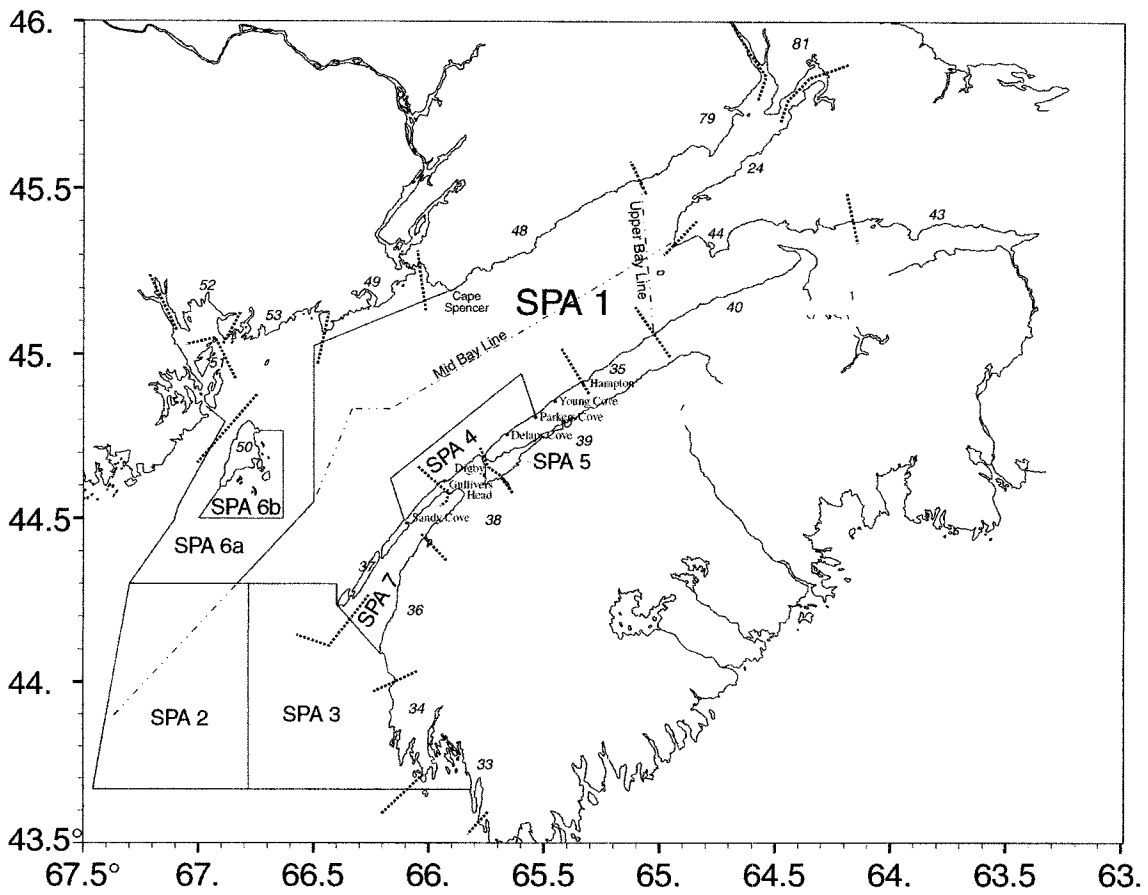 46.
81
79
45.5
24
Upper Bay Line
48
44
43
52
49
Cape
Spencer
SPA 1
53
40
51
45.
Mid Bay Line
35
Hampton
Young Cove
Parkers Cove
Delaps Cove
39
SPA 4
50
Digby
SPA 5
Gullivers
Head
SPA 6b
44.5
Sandy Cove
38
SPA 6a
37
SPA 7
36
44.
SPA 2
SPA 3
34
33
43.5°
67.5°
67.
66.5
66.
65.5
65.
64.5
64.
63.5
63.